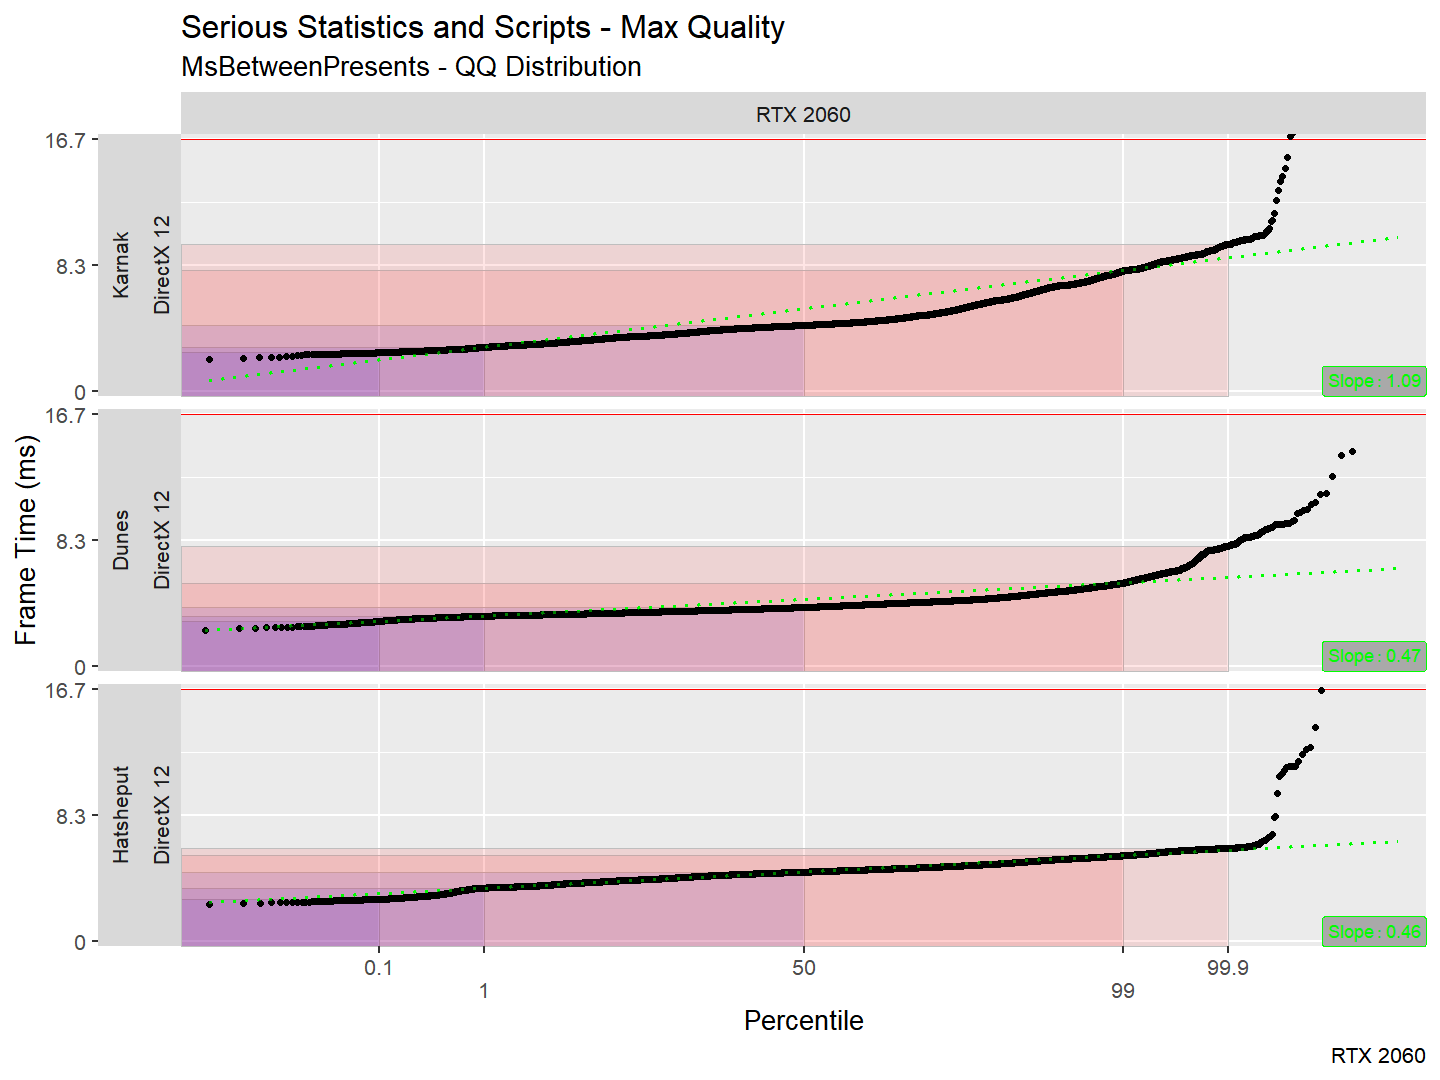 Serious Statistics and Scripts - Max Quality
MsBetweenPresents - QQ Distribution
RTX 2060
Frame Time (ms)
Karnak
DirectX 12
16.7
8.3
0
Slope: 1.09
Dunes
DirectX 12
16.7
8.3
0
Slope: 0.47
Hatsheput
DirectX 12
16.7
8.3
0
Slope: 0.46
0.1
1
50
99
99.9
Percentile
RTX 2060